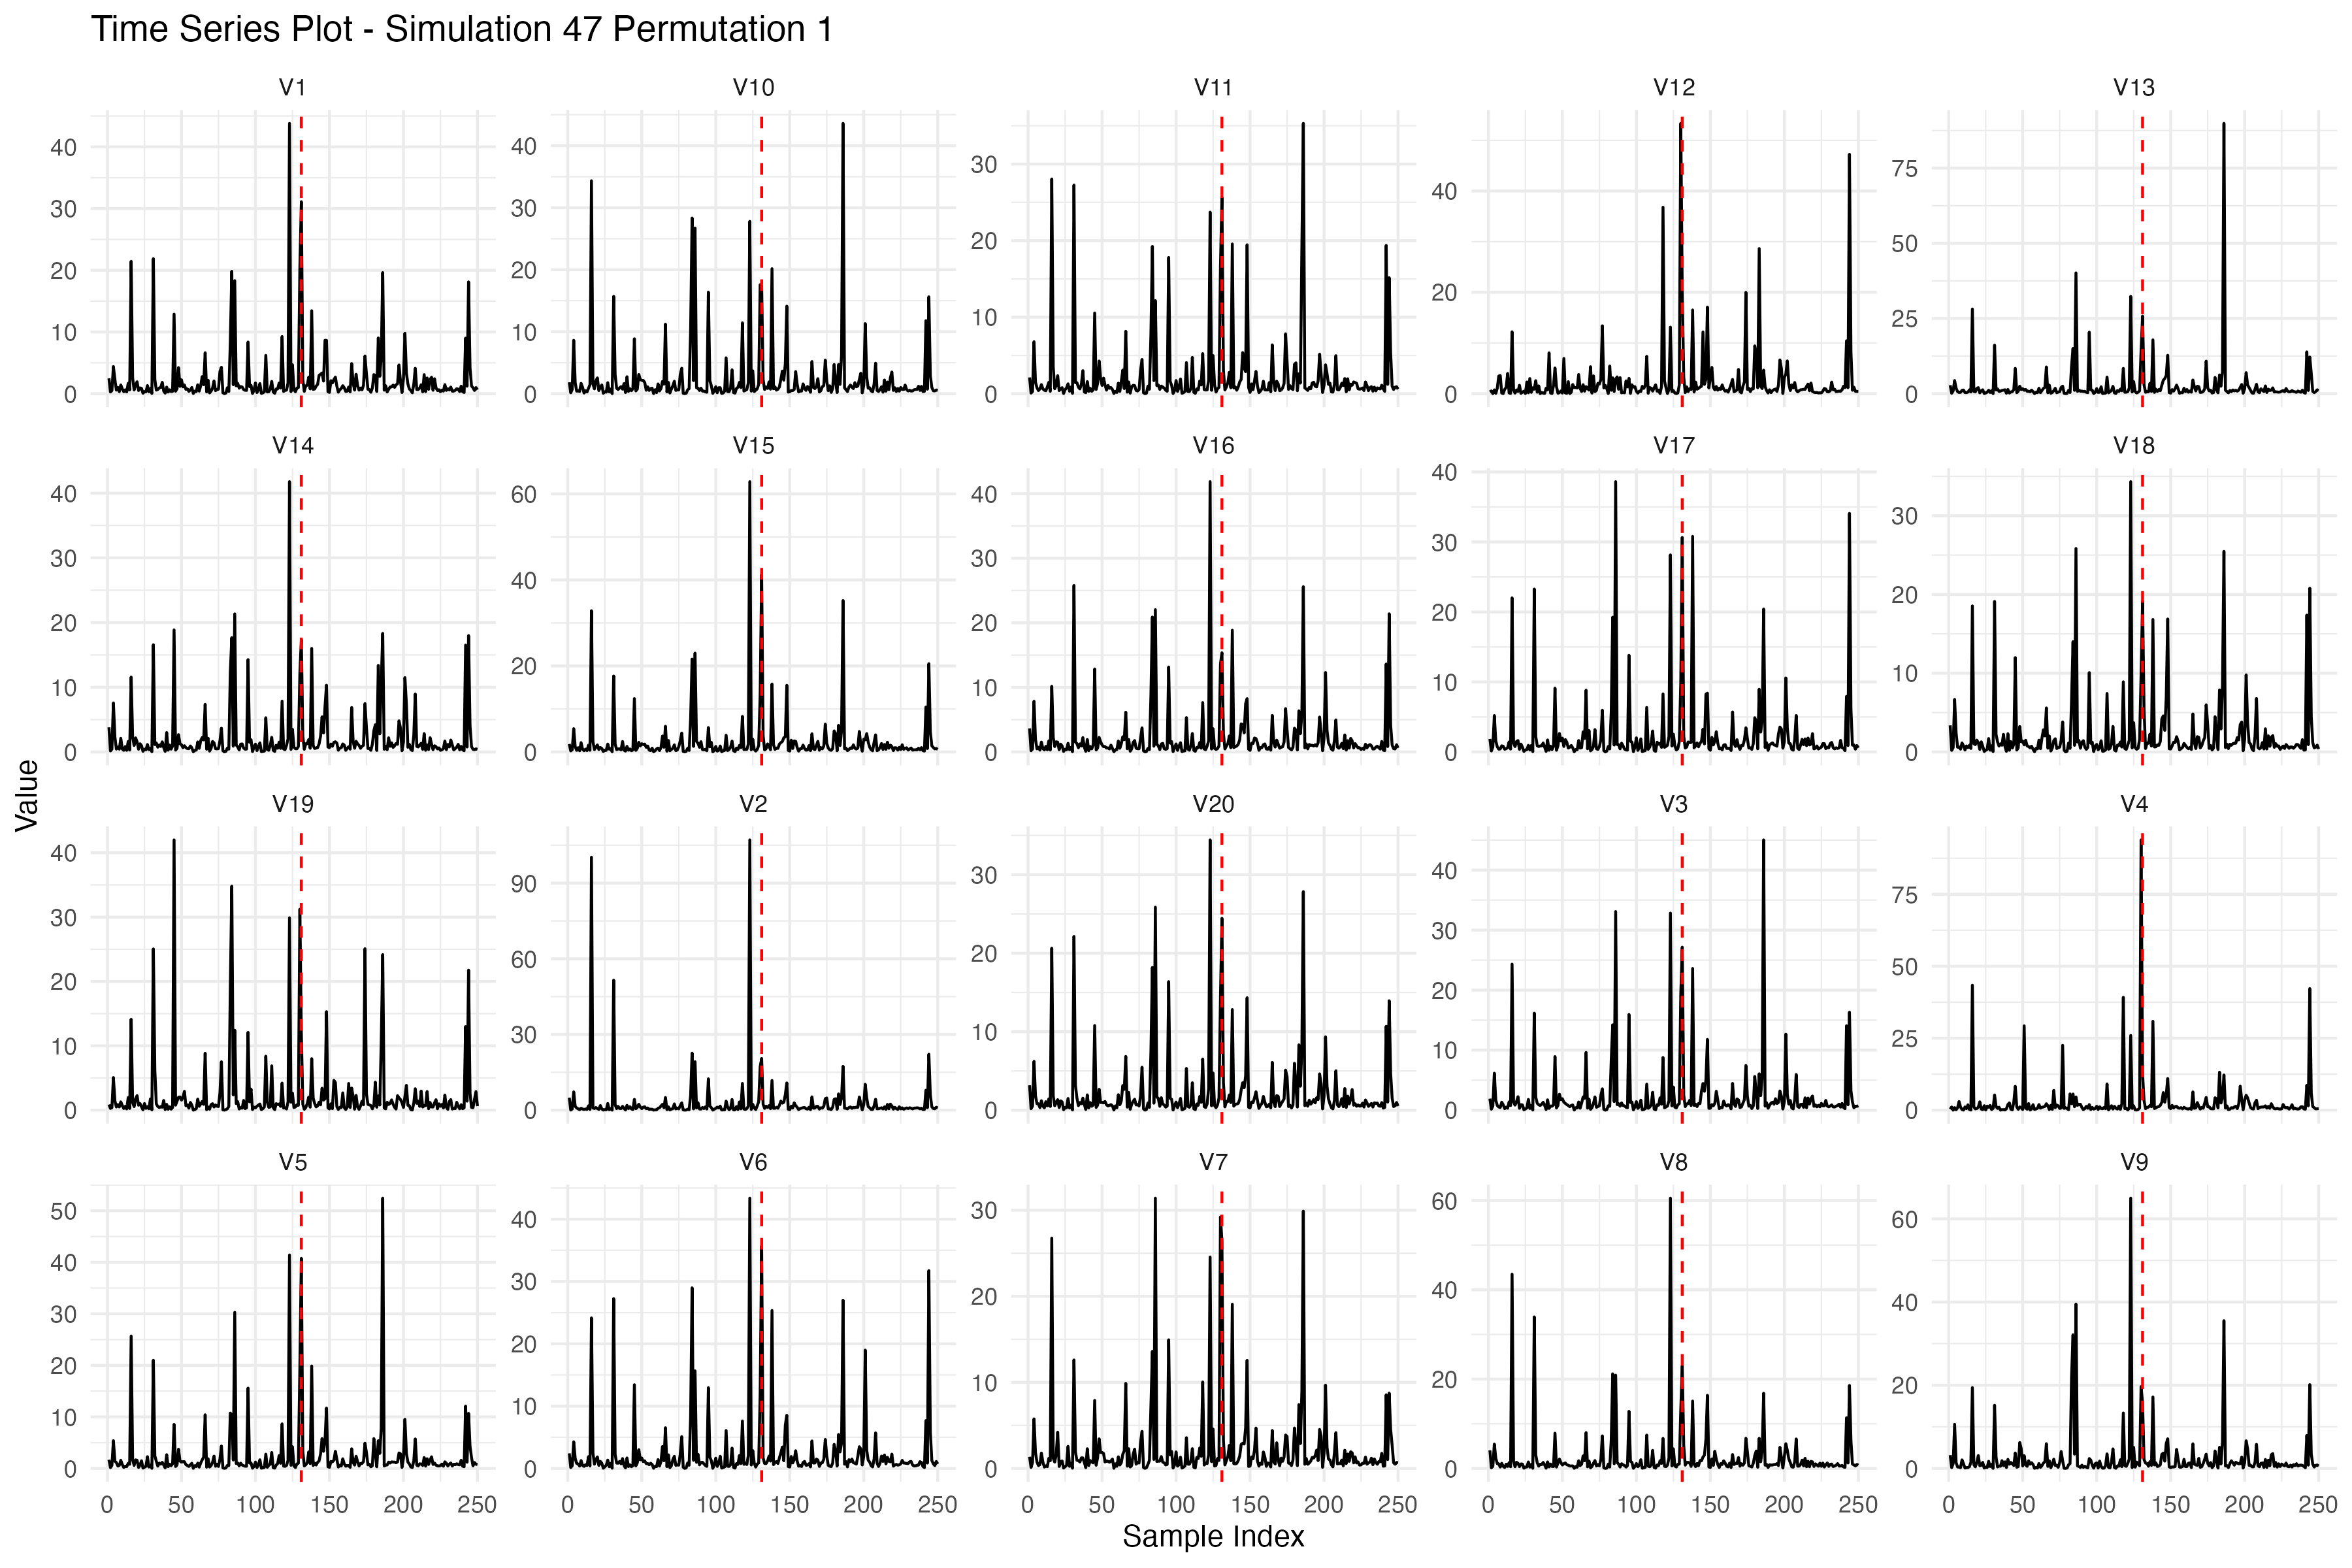 Time Series Plot - Simulation 47 Permutation 1
V1 V10 V11 V12 V13
40 30 20 10 0
40 30 20 10 0
30 20 10 0
40 20 0
75 50 25 0
V14 V15 V16 V17 V18
40 30 20 10 0
60 40 20 0
40 30 20 10 0
40 30 20 10 0
30 20 10 0
Value
V19 V2 V20 V3 V4
40 30 20 10 0
90 60 30 0
30 20 10 0
40 30 20 10 0
75 50 25 0
V5 V6 V7 V8 V9
50 40 30 20 10 0
40 30 20 10 0
30 20 10 0
60 40 20 0
60 40 20 0
0 50 100 150 200 250 0 50 100 150 200 250 0 50 100 150 200 250 0 50 100 150 200 250 0 50 100 150 200 250
Sample Index